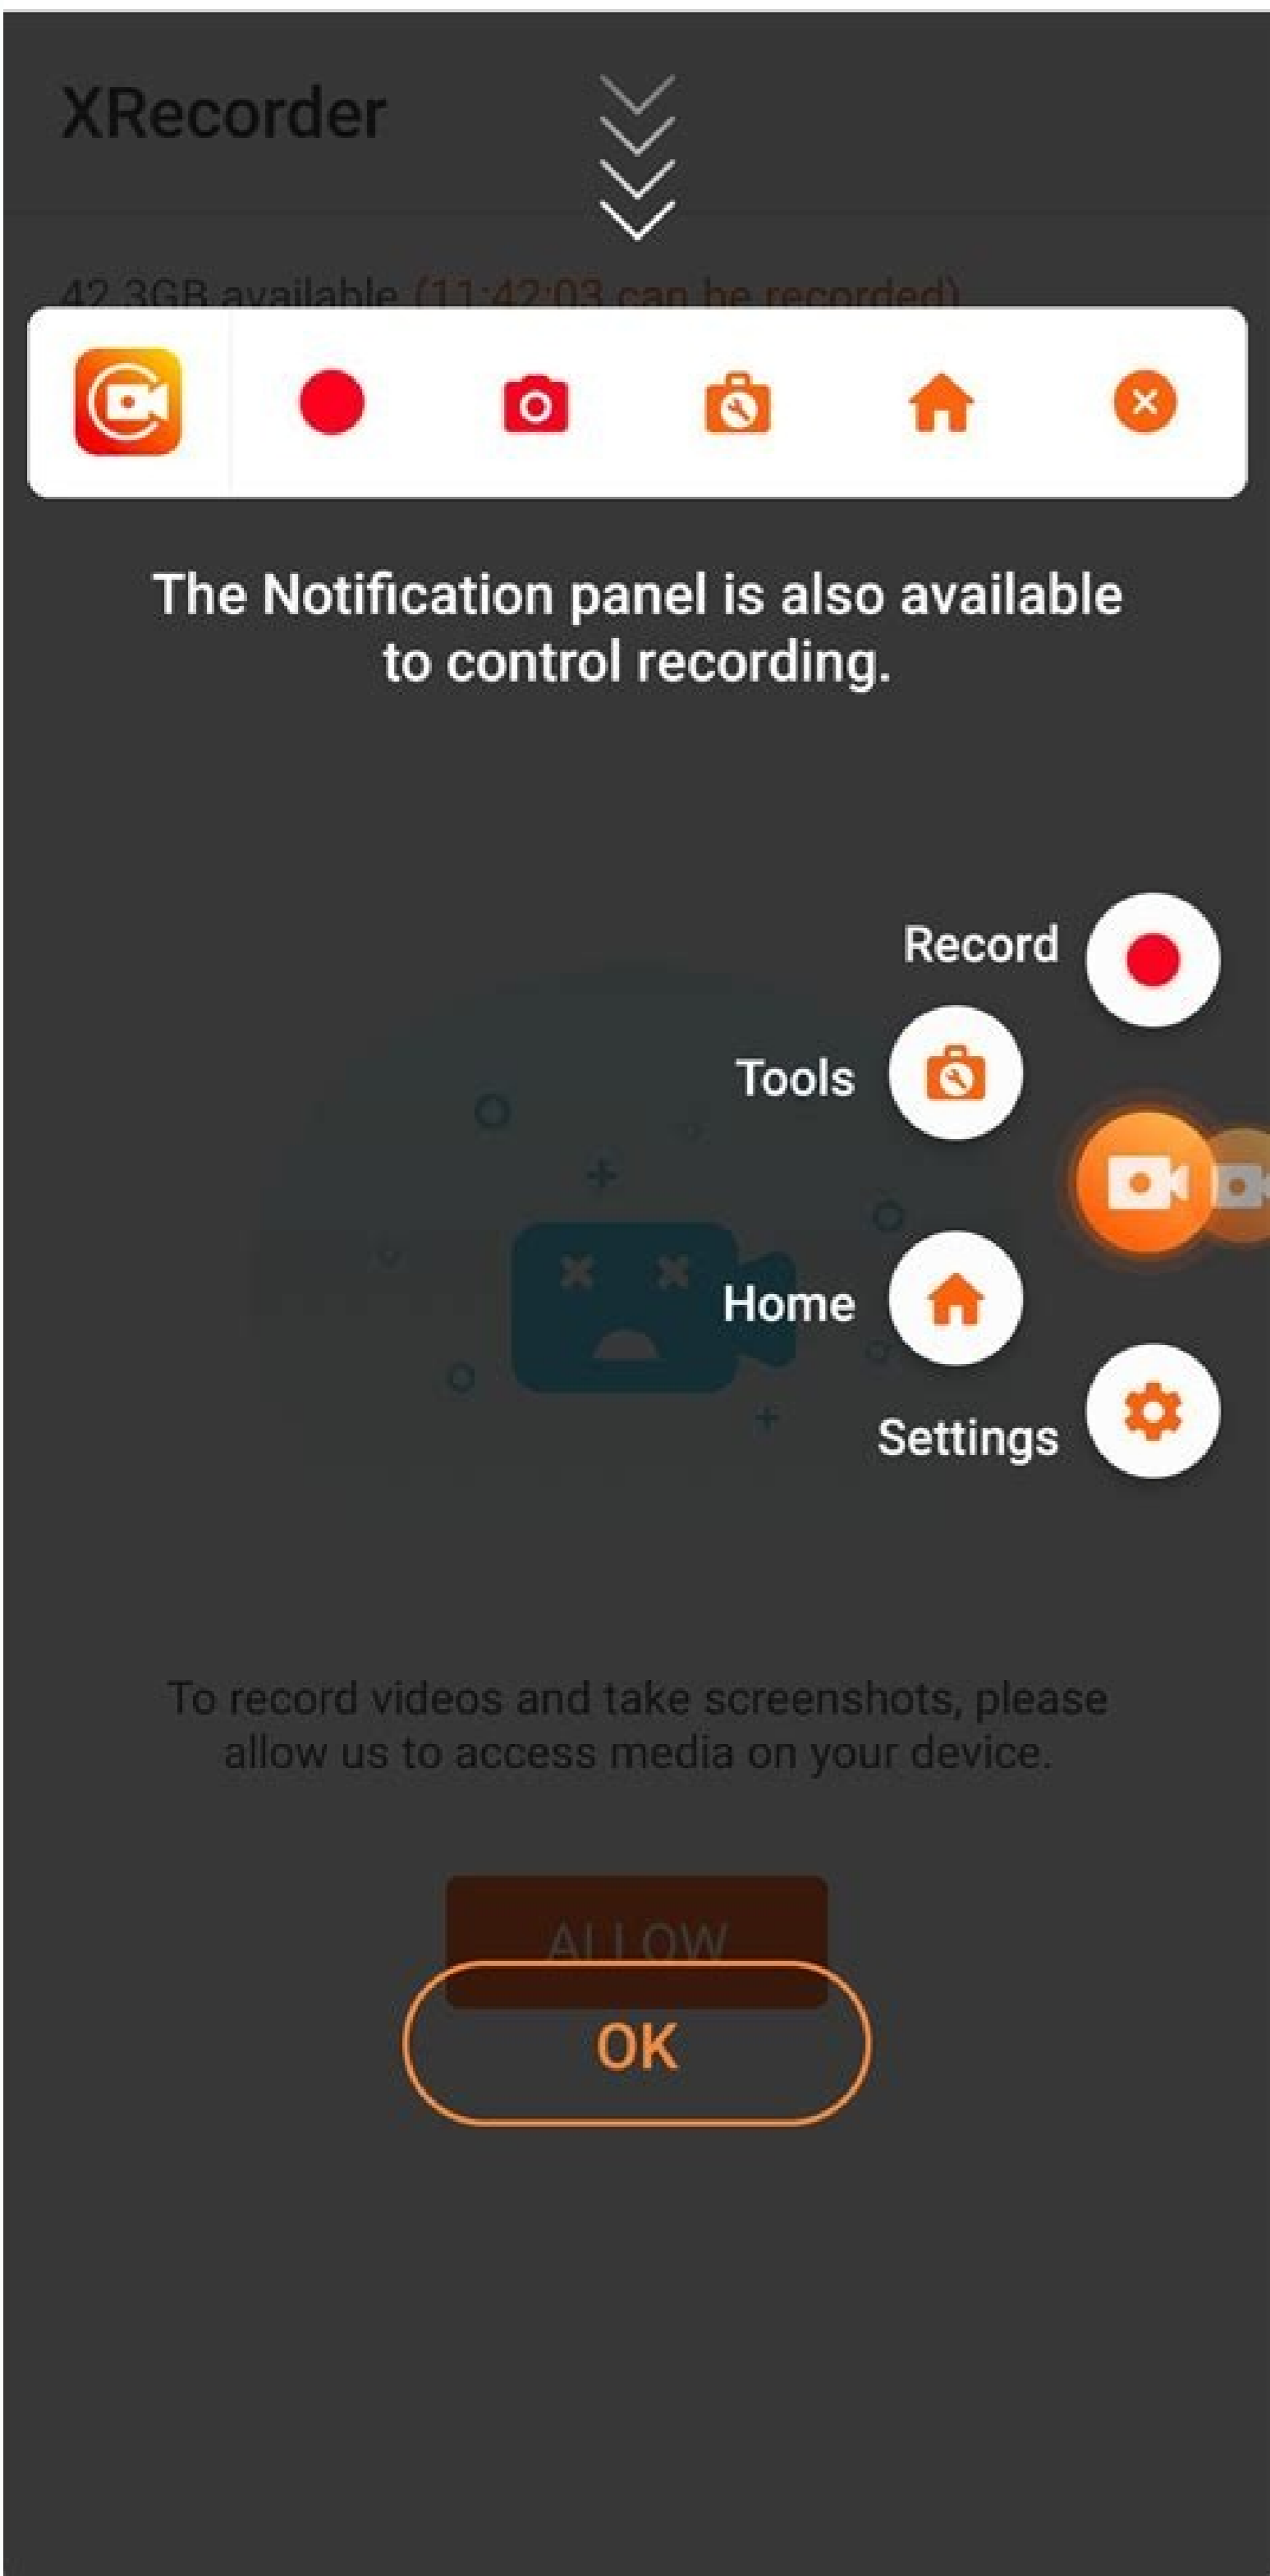 XRecorder
42.3GB available (11:42:03 can be recorded)
The Notification panel is also available
to control recording.
Record
Tools
Home
Settings
To record videos and take screenshots, please
allow us to access media on your device.
ALLOW
OK